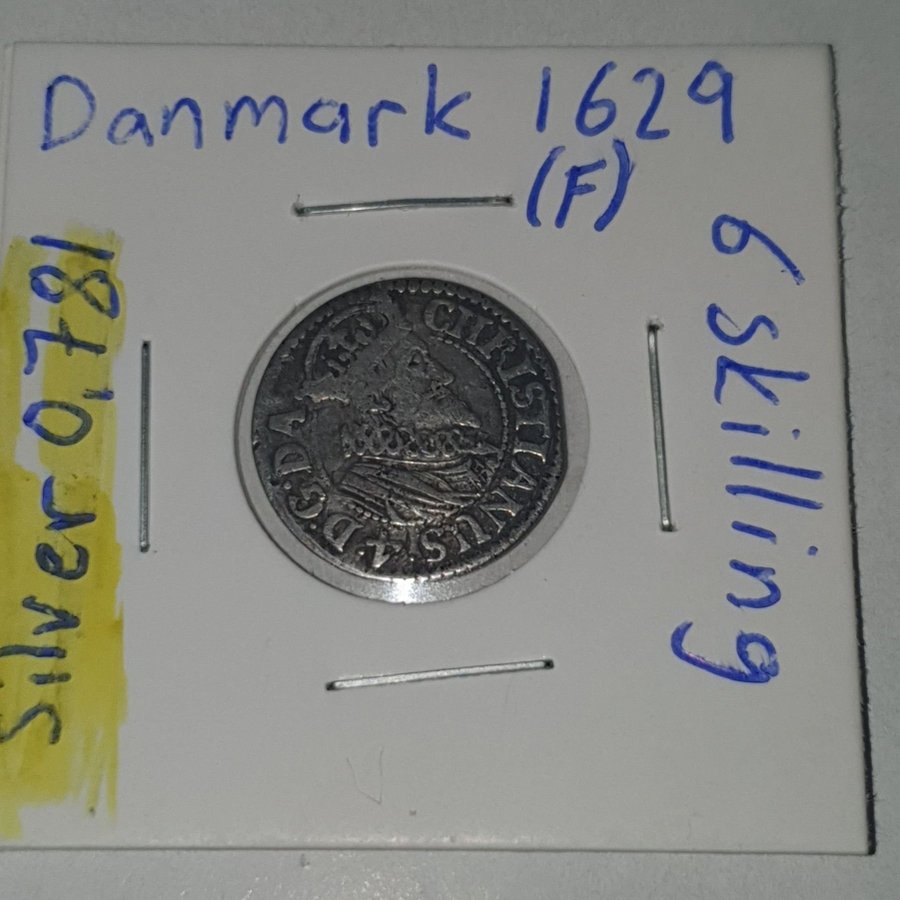 Danmark 1629
(F)
6 skilling
Silver 0,781
CHRISTIANUS 4 D:G:DA